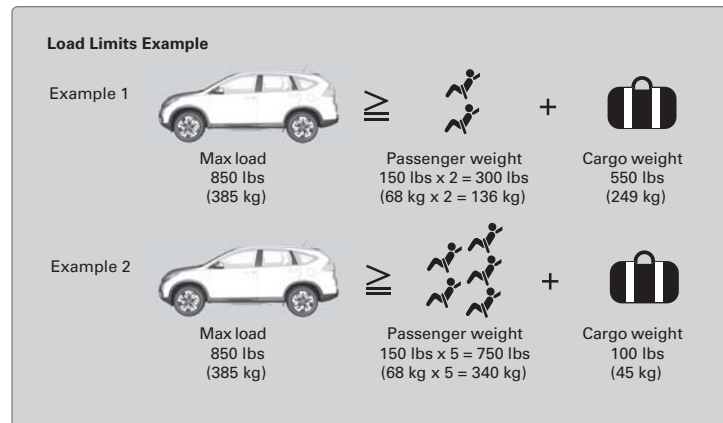 Load Limits Example
Example 1
≧
+
Max load
850 lbs
(385 kg)
Passenger weight
150 lbs x 2 = 300 lbs
(68 kg x 2 = 136 kg)
Cargo weight
550 lbs
(249 kg)
Example 2
≧
+
Max load
850 lbs
(385 kg)
Passenger weight
150 lbs x 5 = 750 lbs
(68 kg x 5 = 340 kg)
Cargo weight
100 lbs
(45 kg)